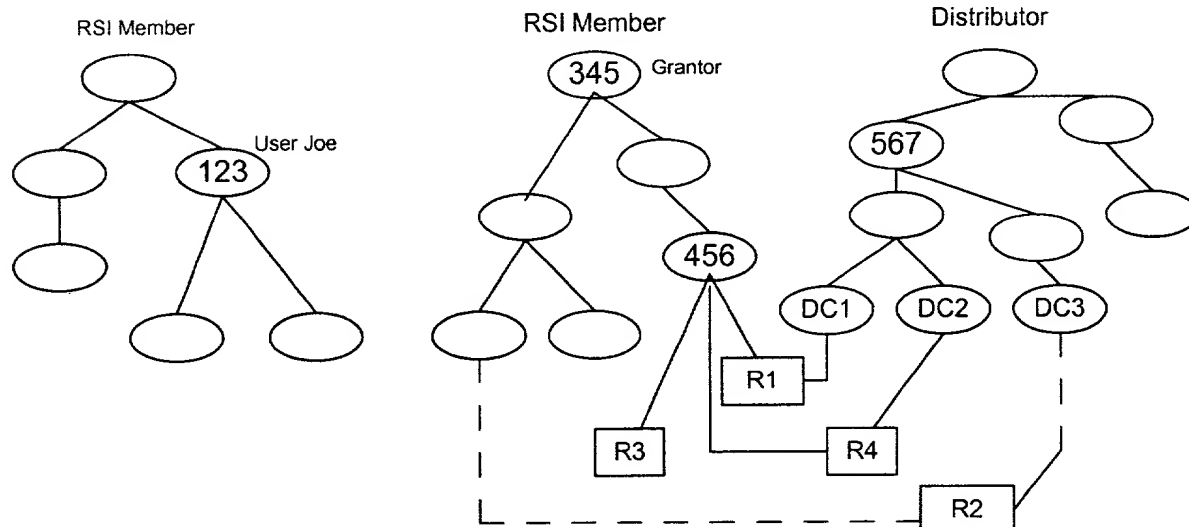 RSI Member
RSI Member
Distributor
345
Grantor
User Joe
123
567
456
DC1
DC2
DC3
R1
R3
R4
R2